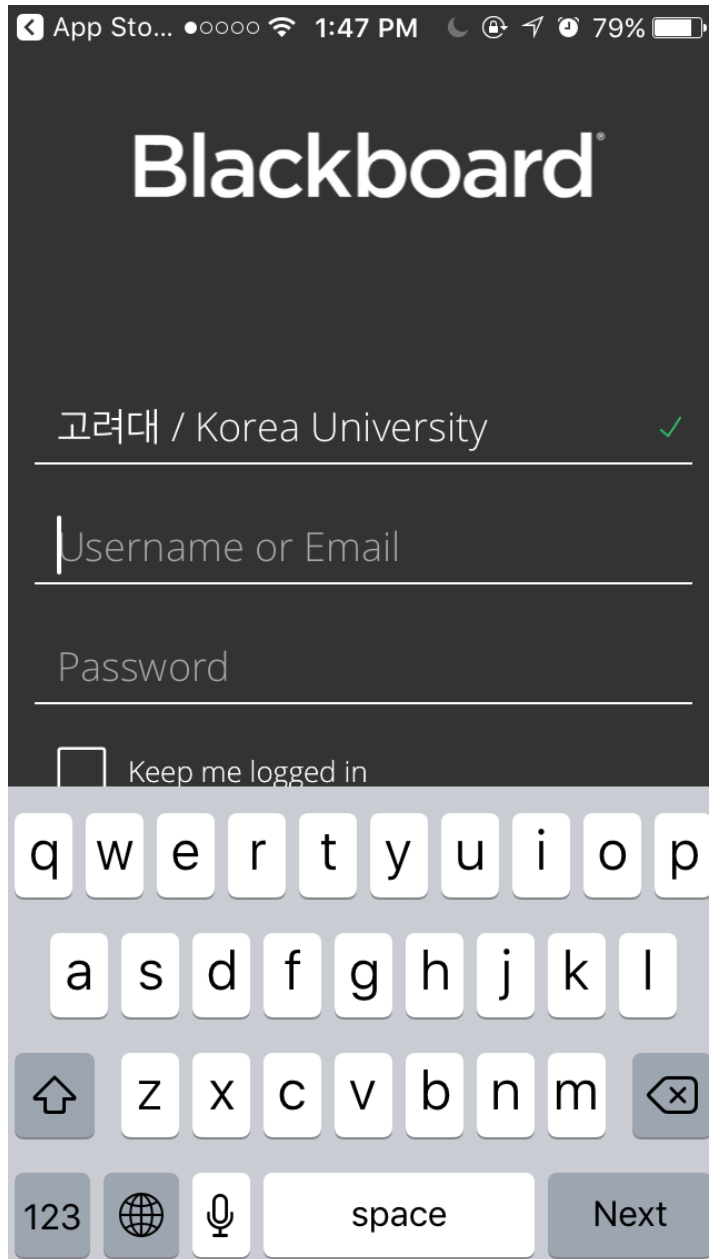 App Sto... 1:47 PM 79%
Blackboard®
고려대 / Korea University
Username or Email
Password
Keep me logged in
q w e r t y u i o p
a s d f g h j k l
z x c v b n m
123 space Next